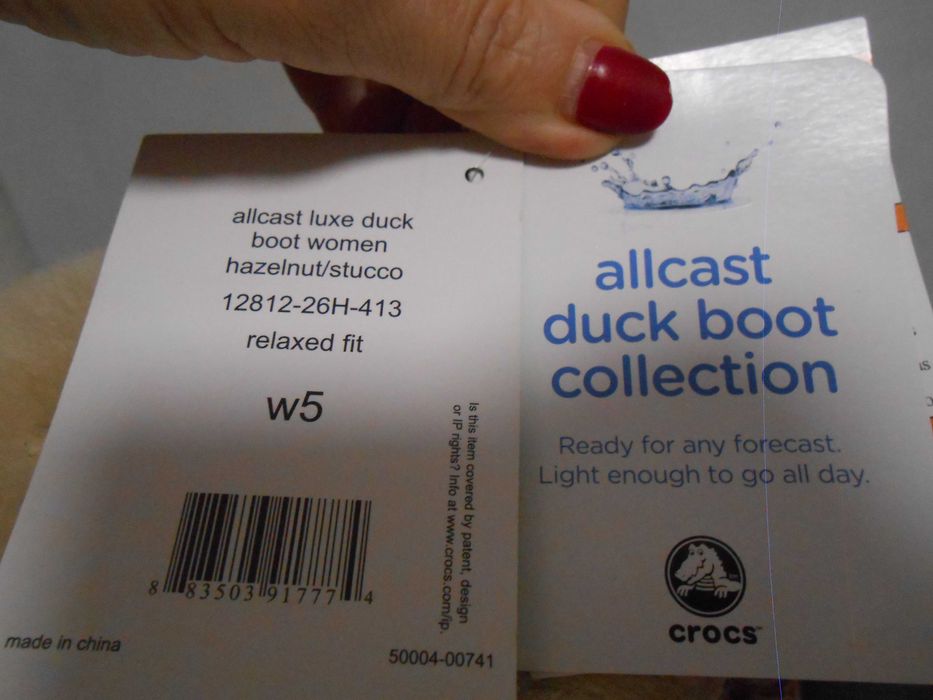 allcast luxe duck
boot women
hazelnut/stucco
12812-26H-413
relaxed fit
w5
Is this item covered by patent, design
or IP rights? Info at www.crocs.com/ip.
8 83503 91777 4
made in china
50004-00741
allcast
duck boot
collection
Ready for any forecast.
Light enough to go all day.
crocs™